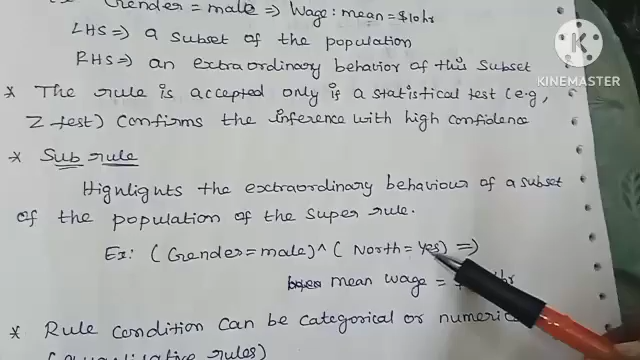 Gender = male => Wage: mean = $10hr
LHS => a subset of the population
RHS => an extraordinary behavior of this subset
KINEMASTER
* The rule is accepted only if a statistical test (e.g,
Z test) confirms the inference with high confidence
* Sub rule
Highlights the extraordinary behaviour of a subset
of the population of the super rule.
Ex: (Gender = male) ^ ( North = Yes) =>
mean wage = $ hr
* Rule condition can be categorical or numeric
(quantitative rules)